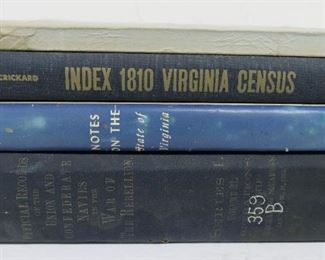 CRICKARD INDEX 1810 VIRGINIA CENSUS
NOTES
ON THE
State of
Virginia
OFFICIAL RECORDS
OF THE
UNION AND
CONFEDERATE
NAVIES
IN THE
WAR OF
THE REBELLION
SERIES I.
359
B